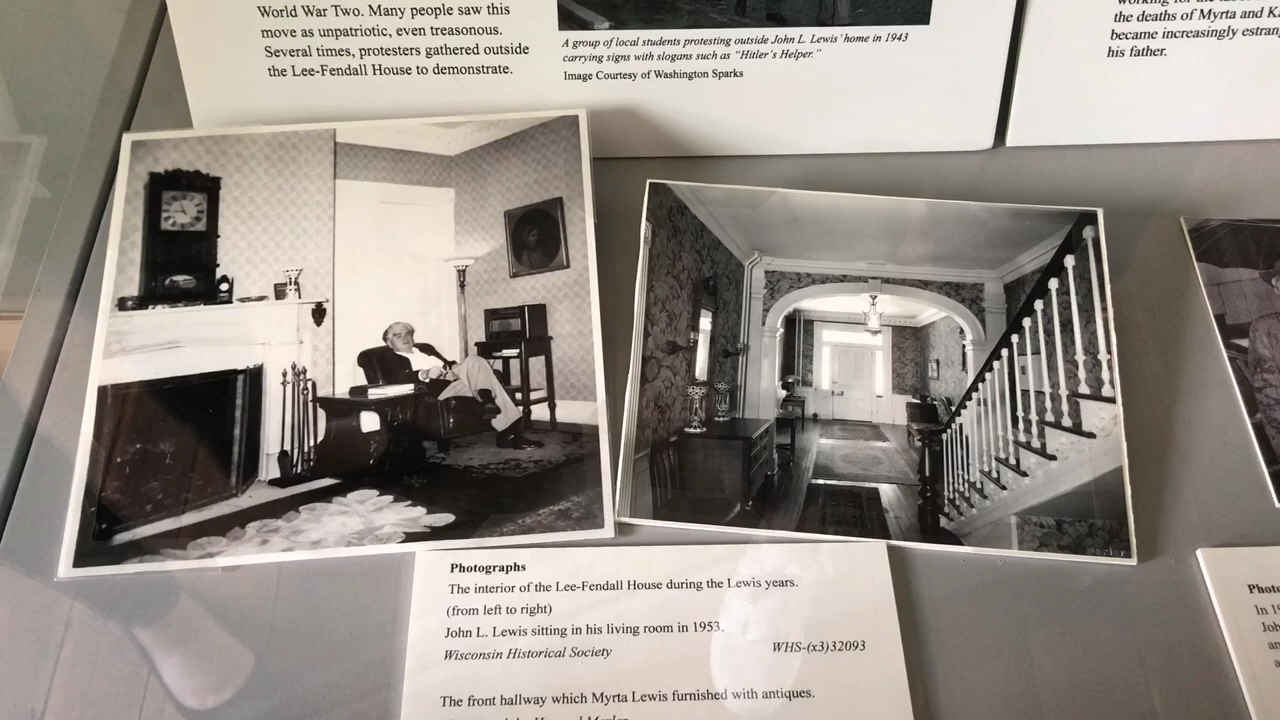 World War Two. Many people saw this
move as unpatriotic, even treasonous.
Several times, protesters gathered outside
the Lee-Fendall House to demonstrate.
A group of local students protesting outside John L. Lewis' home in 1943
carrying signs with slogans such as "Hitler's Helper."
Image Courtesy of Washington Sparks
the deaths of Myrta and
became increasingly
his father.
Photographs
The interior of the Lee-Fendall House during the Lewis years.
(from left to right)
John L. Lewis sitting in his living room in 1953.
Wisconsin Historical Society WHS-(x3)32093
The front hallway which Myrta Lewis furnished with antiques.
In